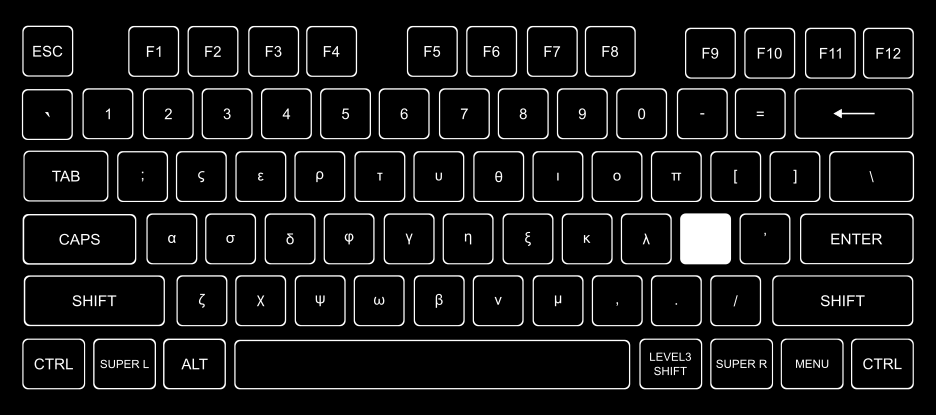 ESC F1 F2 F3 F4 F5 F6 F7 F8 F9 F10 F11 F12
` 1 2 3 4 5 6 7 8 9 0 - =
TAB ; ς ε ρ τ υ θ ι ο π [ ] \
CAPS α σ δ φ γ η ξ κ λ ' ENTER
SHIFT ζ χ ψ ω β ν μ , . / SHIFT
CTRL SUPER L ALT LEVEL3 SHIFT SUPER R MENU CTRL